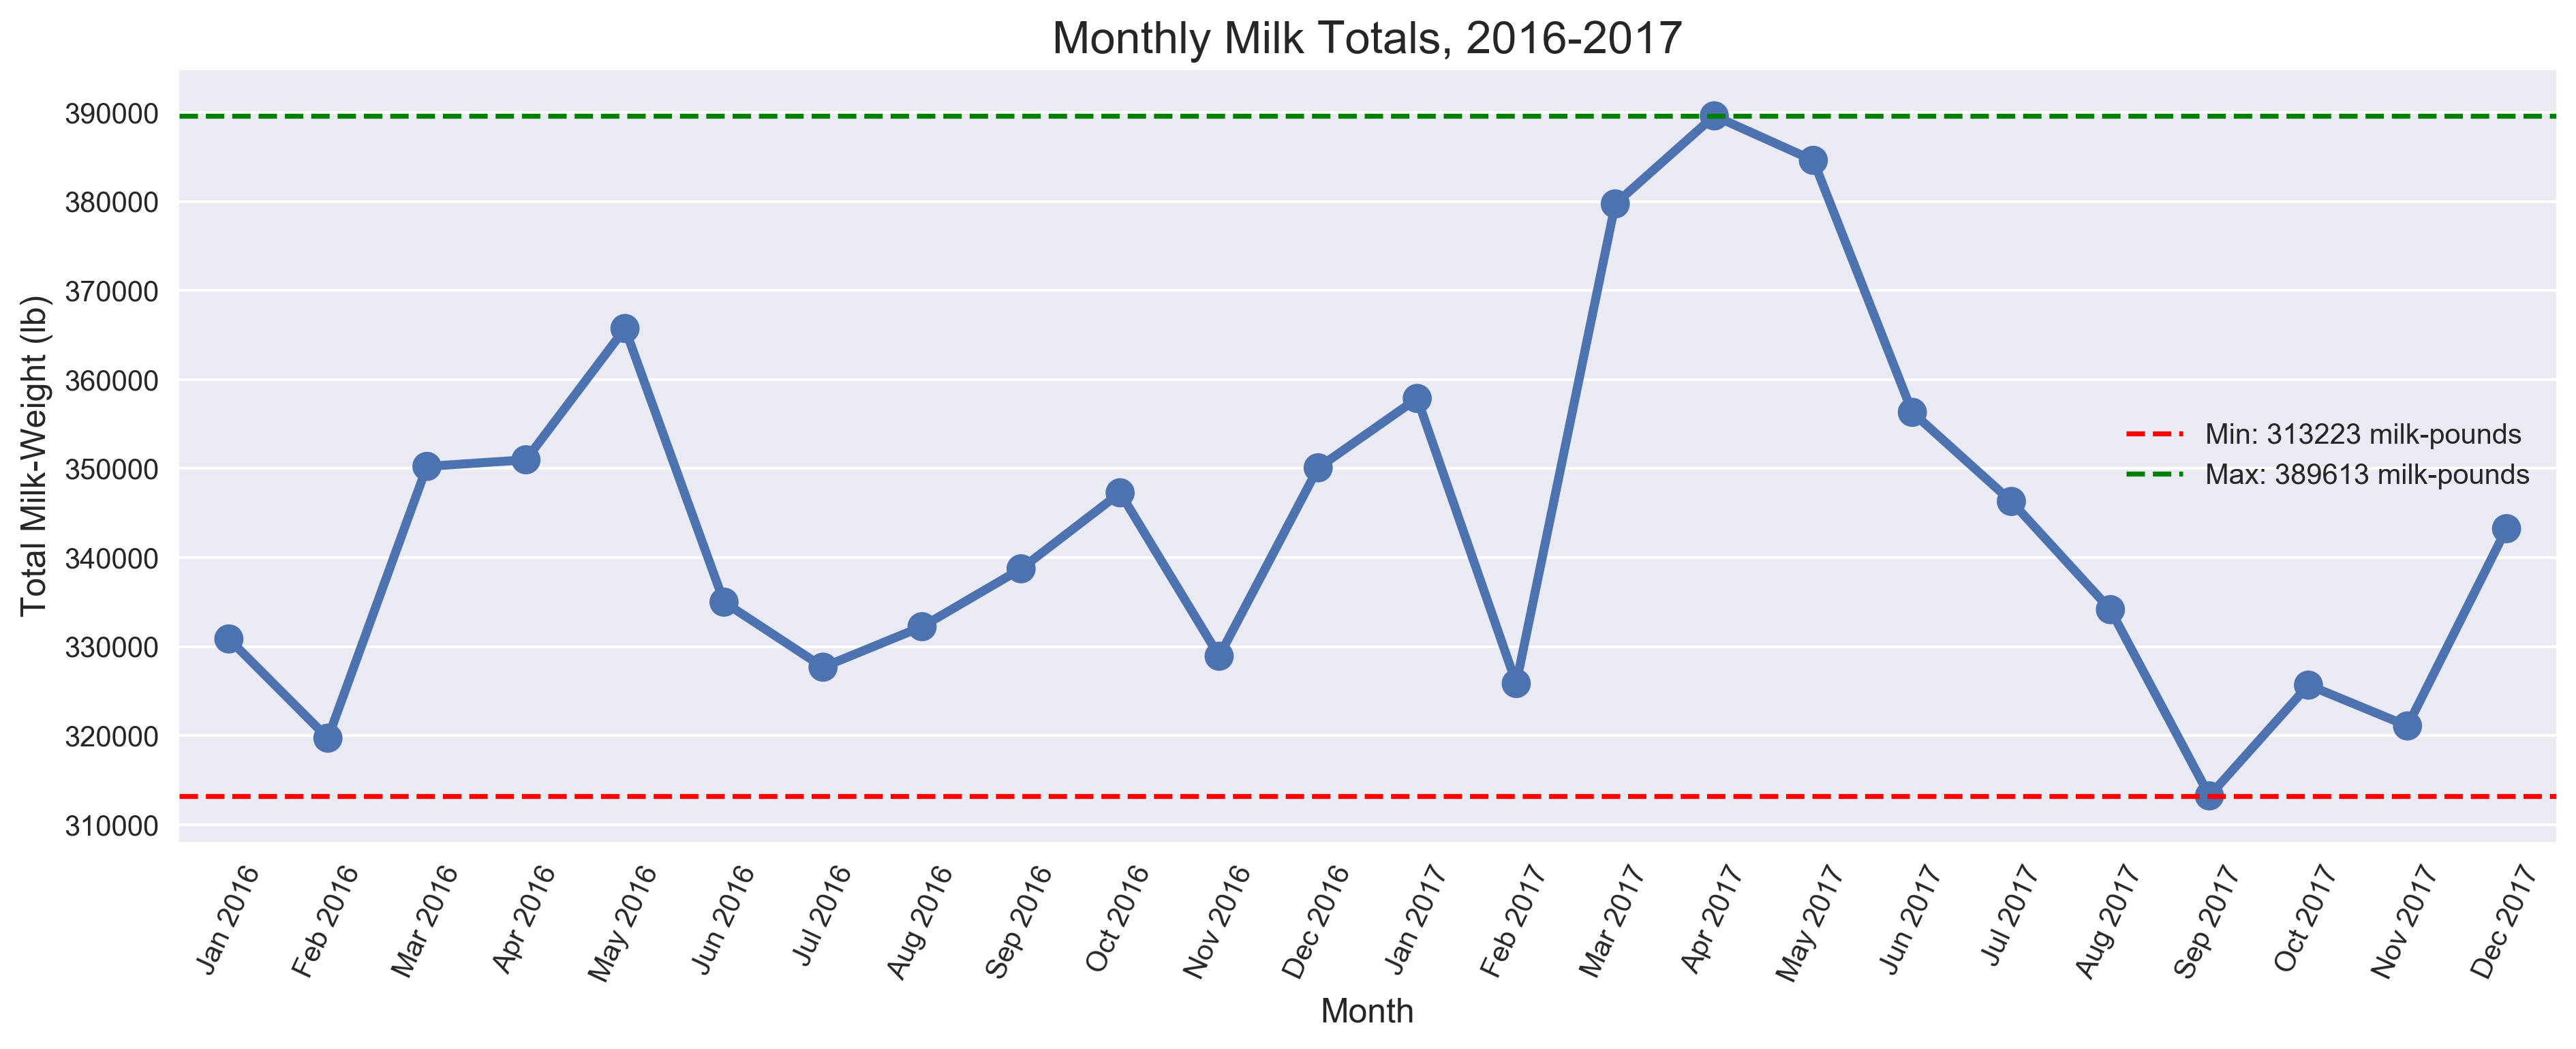 Monthly Milk Totals, 2016-2017
Total Milk-Weight (lb)
390000
380000
370000
360000
350000
340000
330000
320000
310000
Min: 313223 milk-pounds
Max: 389613 milk-pounds
Jan 2016
Feb 2016
Mar 2016
Apr 2016
May 2016
Jun 2016
Jul 2016
Aug 2016
Sep 2016
Oct 2016
Nov 2016
Dec 2016
Jan 2017
Feb 2017
Mar 2017
Apr 2017
May 2017
Jun 2017
Jul 2017
Aug 2017
Sep 2017
Oct 2017
Nov 2017
Dec 2017
Month